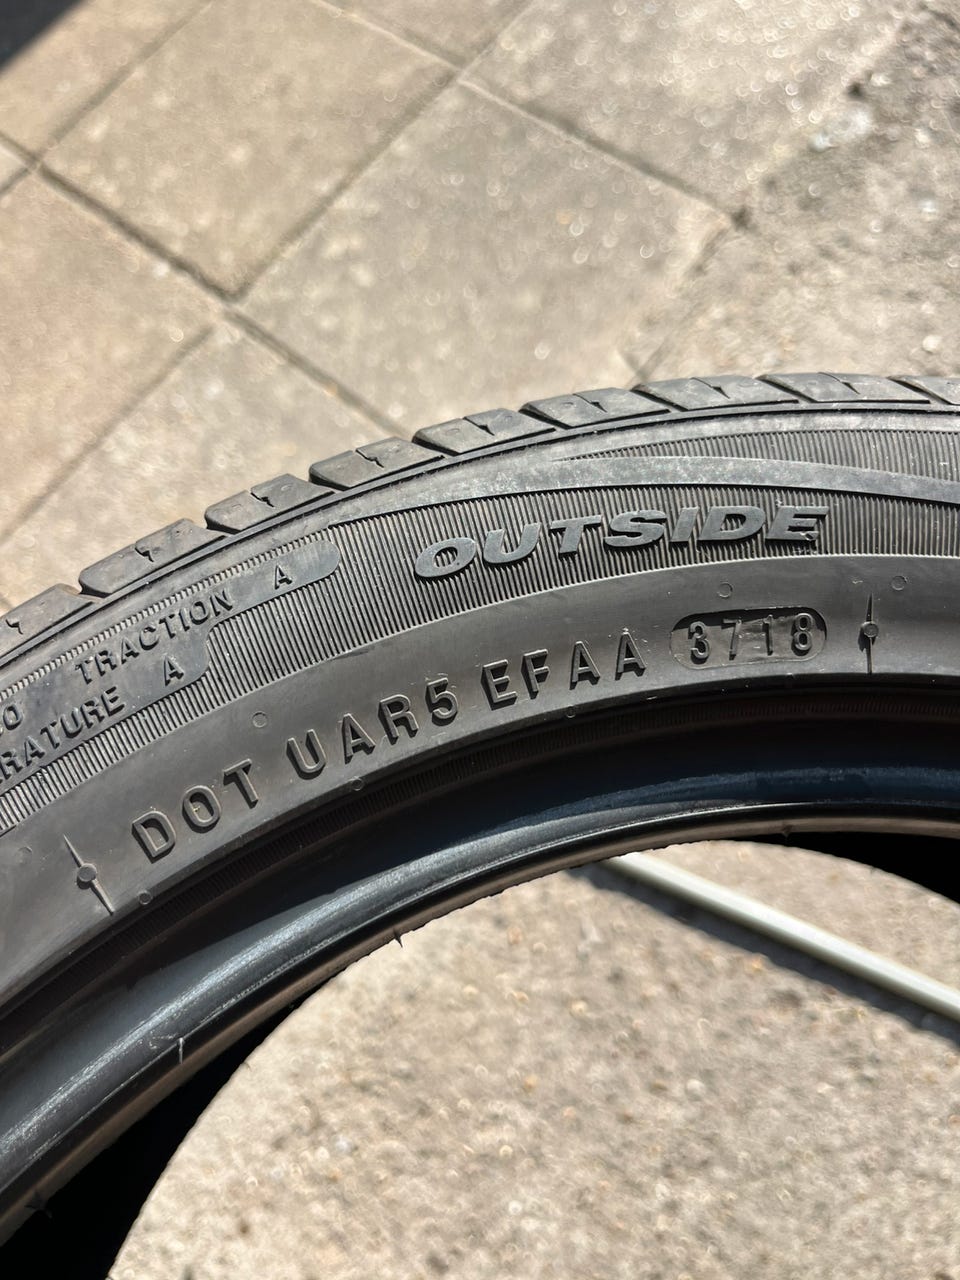 OUTSIDE
TRACTION A
RATURE A
DOT UAR5 EFAA 3718